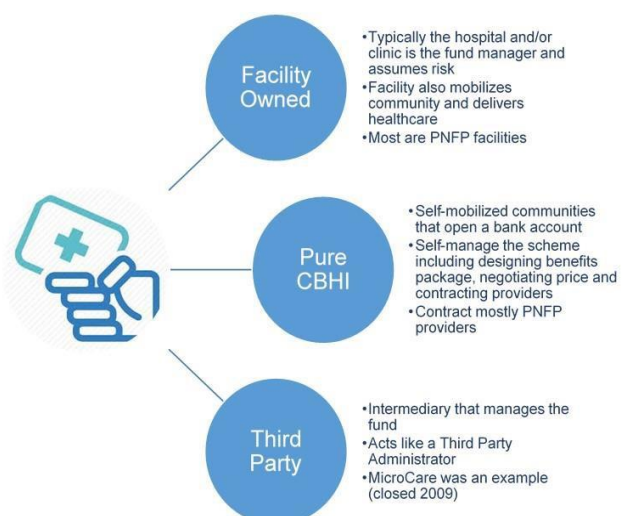 Facility
Owned
•Typically the hospital and/or
clinic is the fund manager and
assumes risk
•Facility also mobilizes
community and delivers
healthcare
•Most are PNFP facilities
Pure
CBHI
•Self-mobilized communities
that open a bank account
•Self-manage the scheme
including designing benefits
package, negotiating price and
contracting providers
•Contract mostly PNFP
providers
Third
Party
•Intermediary that manages the
fund
•Acts like a Third Party
Administrator
•MicroCare was an example
(closed 2009)